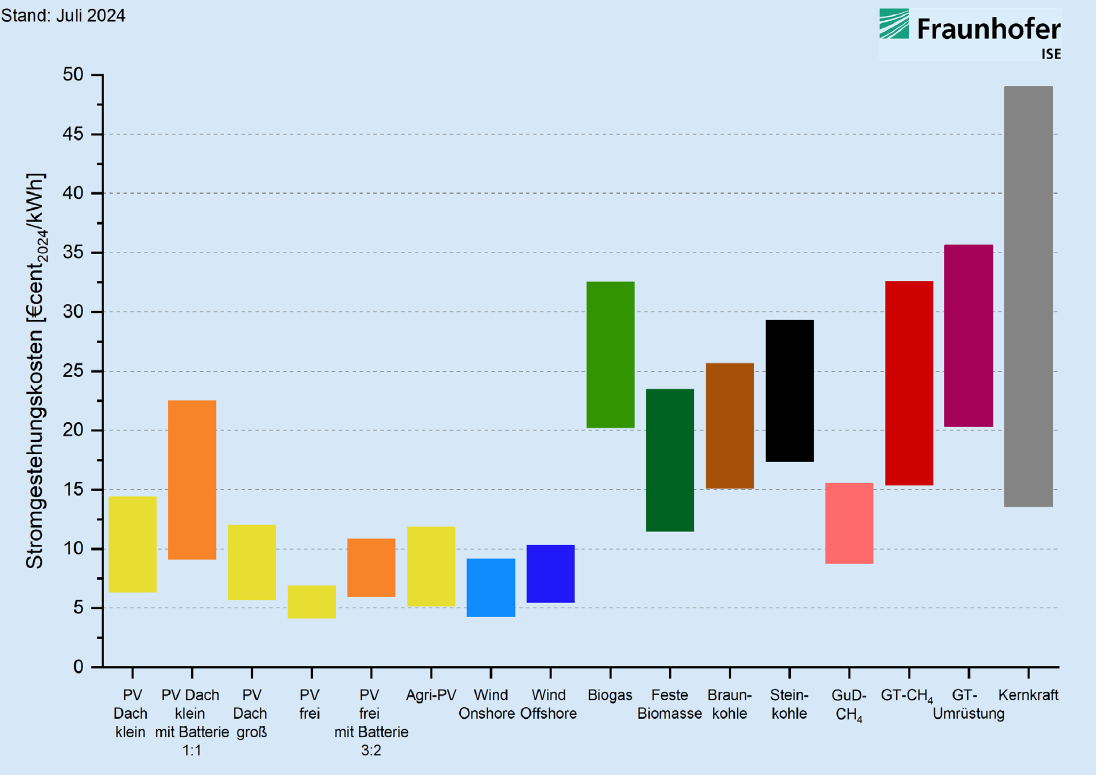 Stand: Juli 2024
Fraunhofer
ISE
Stromgestehungskosten [€cent2024/kWh]
50
45
40
35
30
25
20
15
10
5
0
PV
Dach
klein
PV Dach
klein
mit Batterie
1:1
PV
Dach
groß
PV
frei
PV
frei
mit Batterie
3:2
Agri-PV
Wind
Onshore
Wind
Offshore
Biogas
Feste
Biomasse
Braun-
kohle
Stein-
kohle
GuD-
CH4
GT-CH4
GT-
Umrüstung
Kernkraft